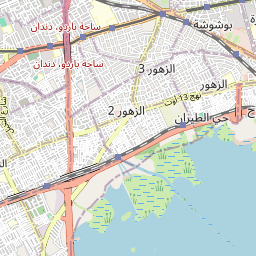 بوشوشة
ساحة باردو، دندان
ساحة باردو، دندان
الزهور 3
الزهور
نهج 13 أوت
الزهور 2
حي الطيران